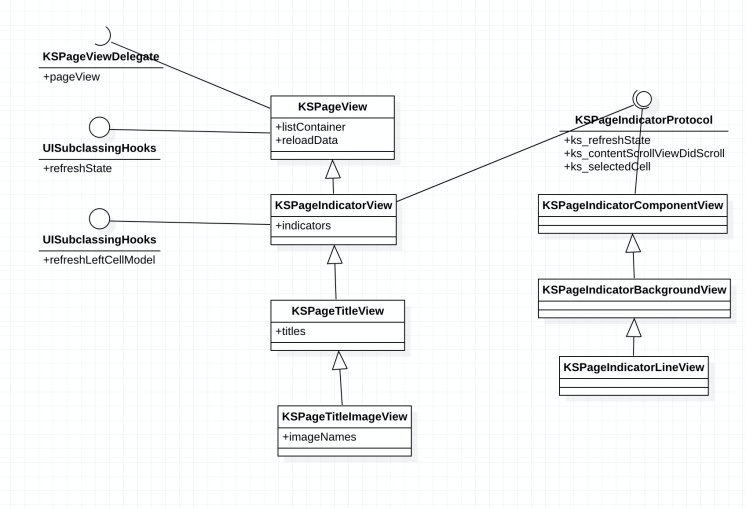 KSPageViewDelegate
+pageView
KSPageView
+listContainer
+reloadData
UISubclassingHooks
+refreshState
KSPageIndicatorProtocol
+ks_refreshState
+ks_contentScrollViewDidScroll
+ks_selectedCell
KSPageIndicatorView
+indicators
KSPageIndicatorComponentView
UISubclassingHooks
+refreshLeftCellModel
KSPageIndicatorBackgroundView
KSPageTitleView
+titles
KSPageIndicatorLineView
KSPageTitleImageView
+imageNames